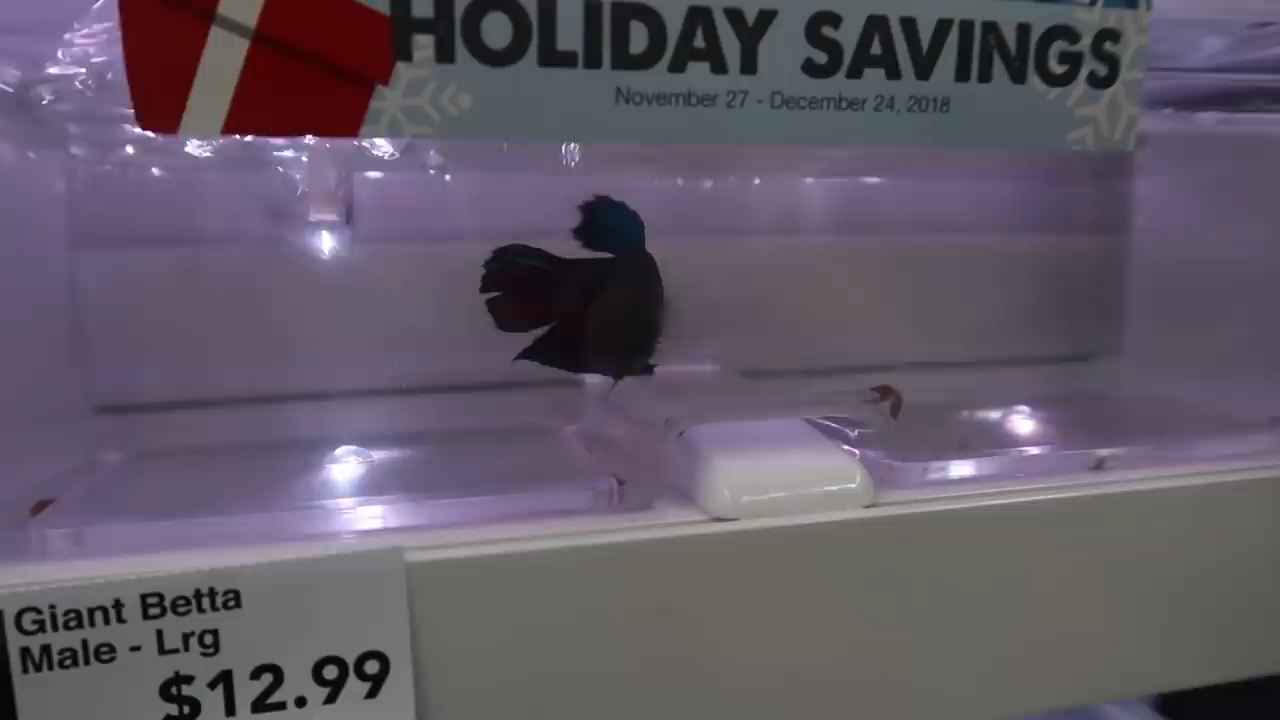 HOLIDAY SAVINGS
November 27 - December 24, 2018
Giant Betta
Male - Lrg
$12.99